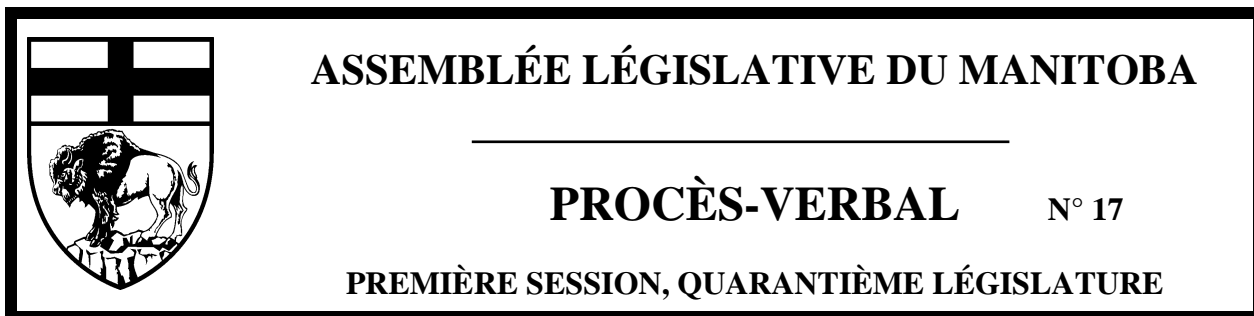 ASSEMBLÉE LÉGISLATIVE DU MANITOBA
PROCÈS-VERBAL N° 17
PREMIÈRE SESSION, QUARANTIÈME LÉGISLATURE